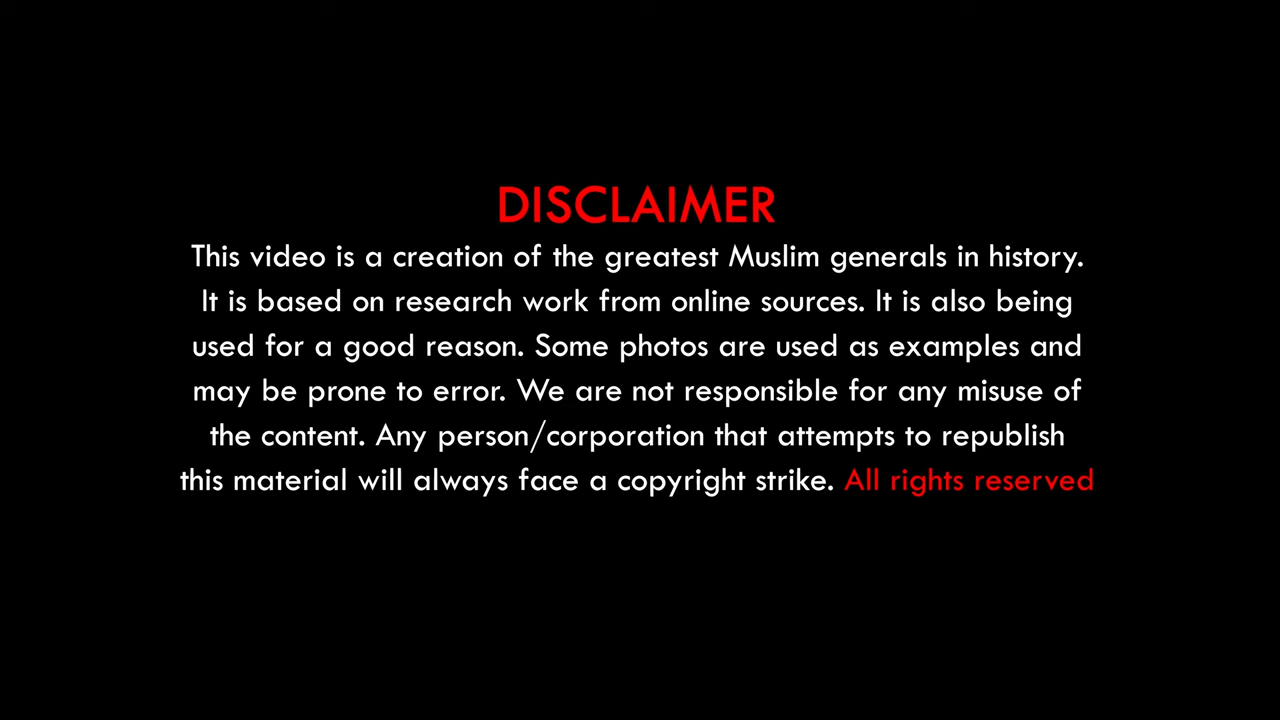 DISCLAIMER
This video is a creation of the greatest Muslim generals in history.
It is based on research work from online sources. It is also being
used for a good reason. Some photos are used as examples and
may be prone to error. We are not responsible for any misuse of
the content. Any person/corporation that attempts to republish
this material will always face a copyright strike. All rights reserved